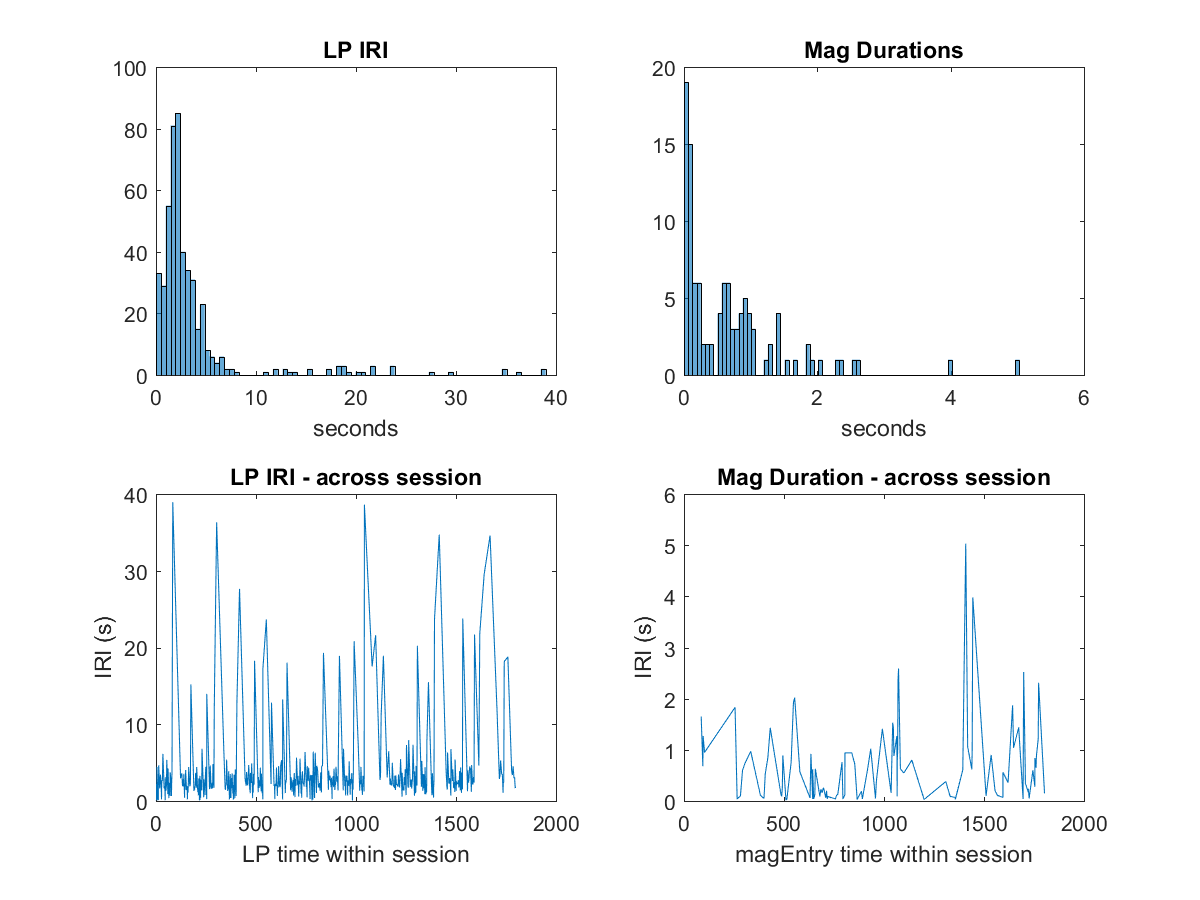 LP IRI
100
80
60
40
20
0
0 10 20 30 40
seconds
Mag Durations
20
15
10
5
0
0 2 4 6
seconds
LP IRI - across session
IRI (s)
40
30
20
10
0
0 500 1000 1500 2000
LP time within session
Mag Duration - across session
IRI (s)
6
5
4
3
2
1
0
0 500 1000 1500 2000
magEntry time within session